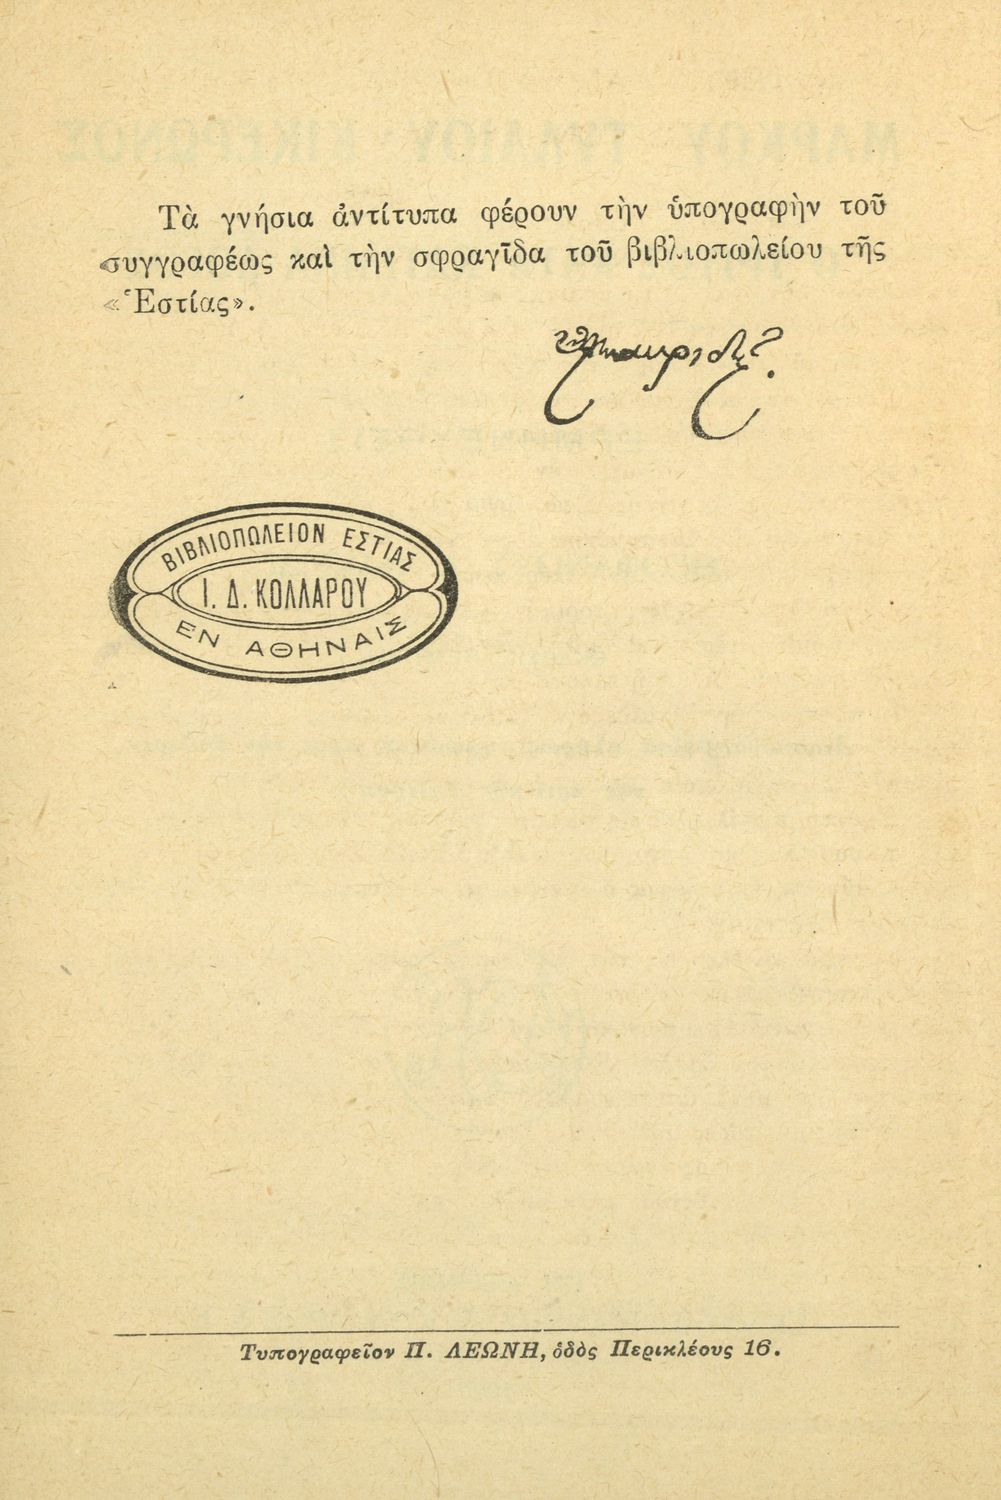 Τὰ γνήσια ἀντίτυπα φέρουν τὴν ὑπογραφὴν τοῦ
συγγραφέως καὶ τὴν σφραγῖδα τοῦ βιβλιοπωλείου τῆς
«Ἑστίας».
ΒΙΒΛΙΟΠΩΛΕΙΟΝ ΕΣΤΙΑΣ
Ι. Δ. ΚΟΛΛΑΡΟΥ
ΕΝ ΑΘΗΝΑΙΣ
Τυπογραφεῖον Π. ΛΕΩΝΗ, ὁδὸς Περικλέους 16.